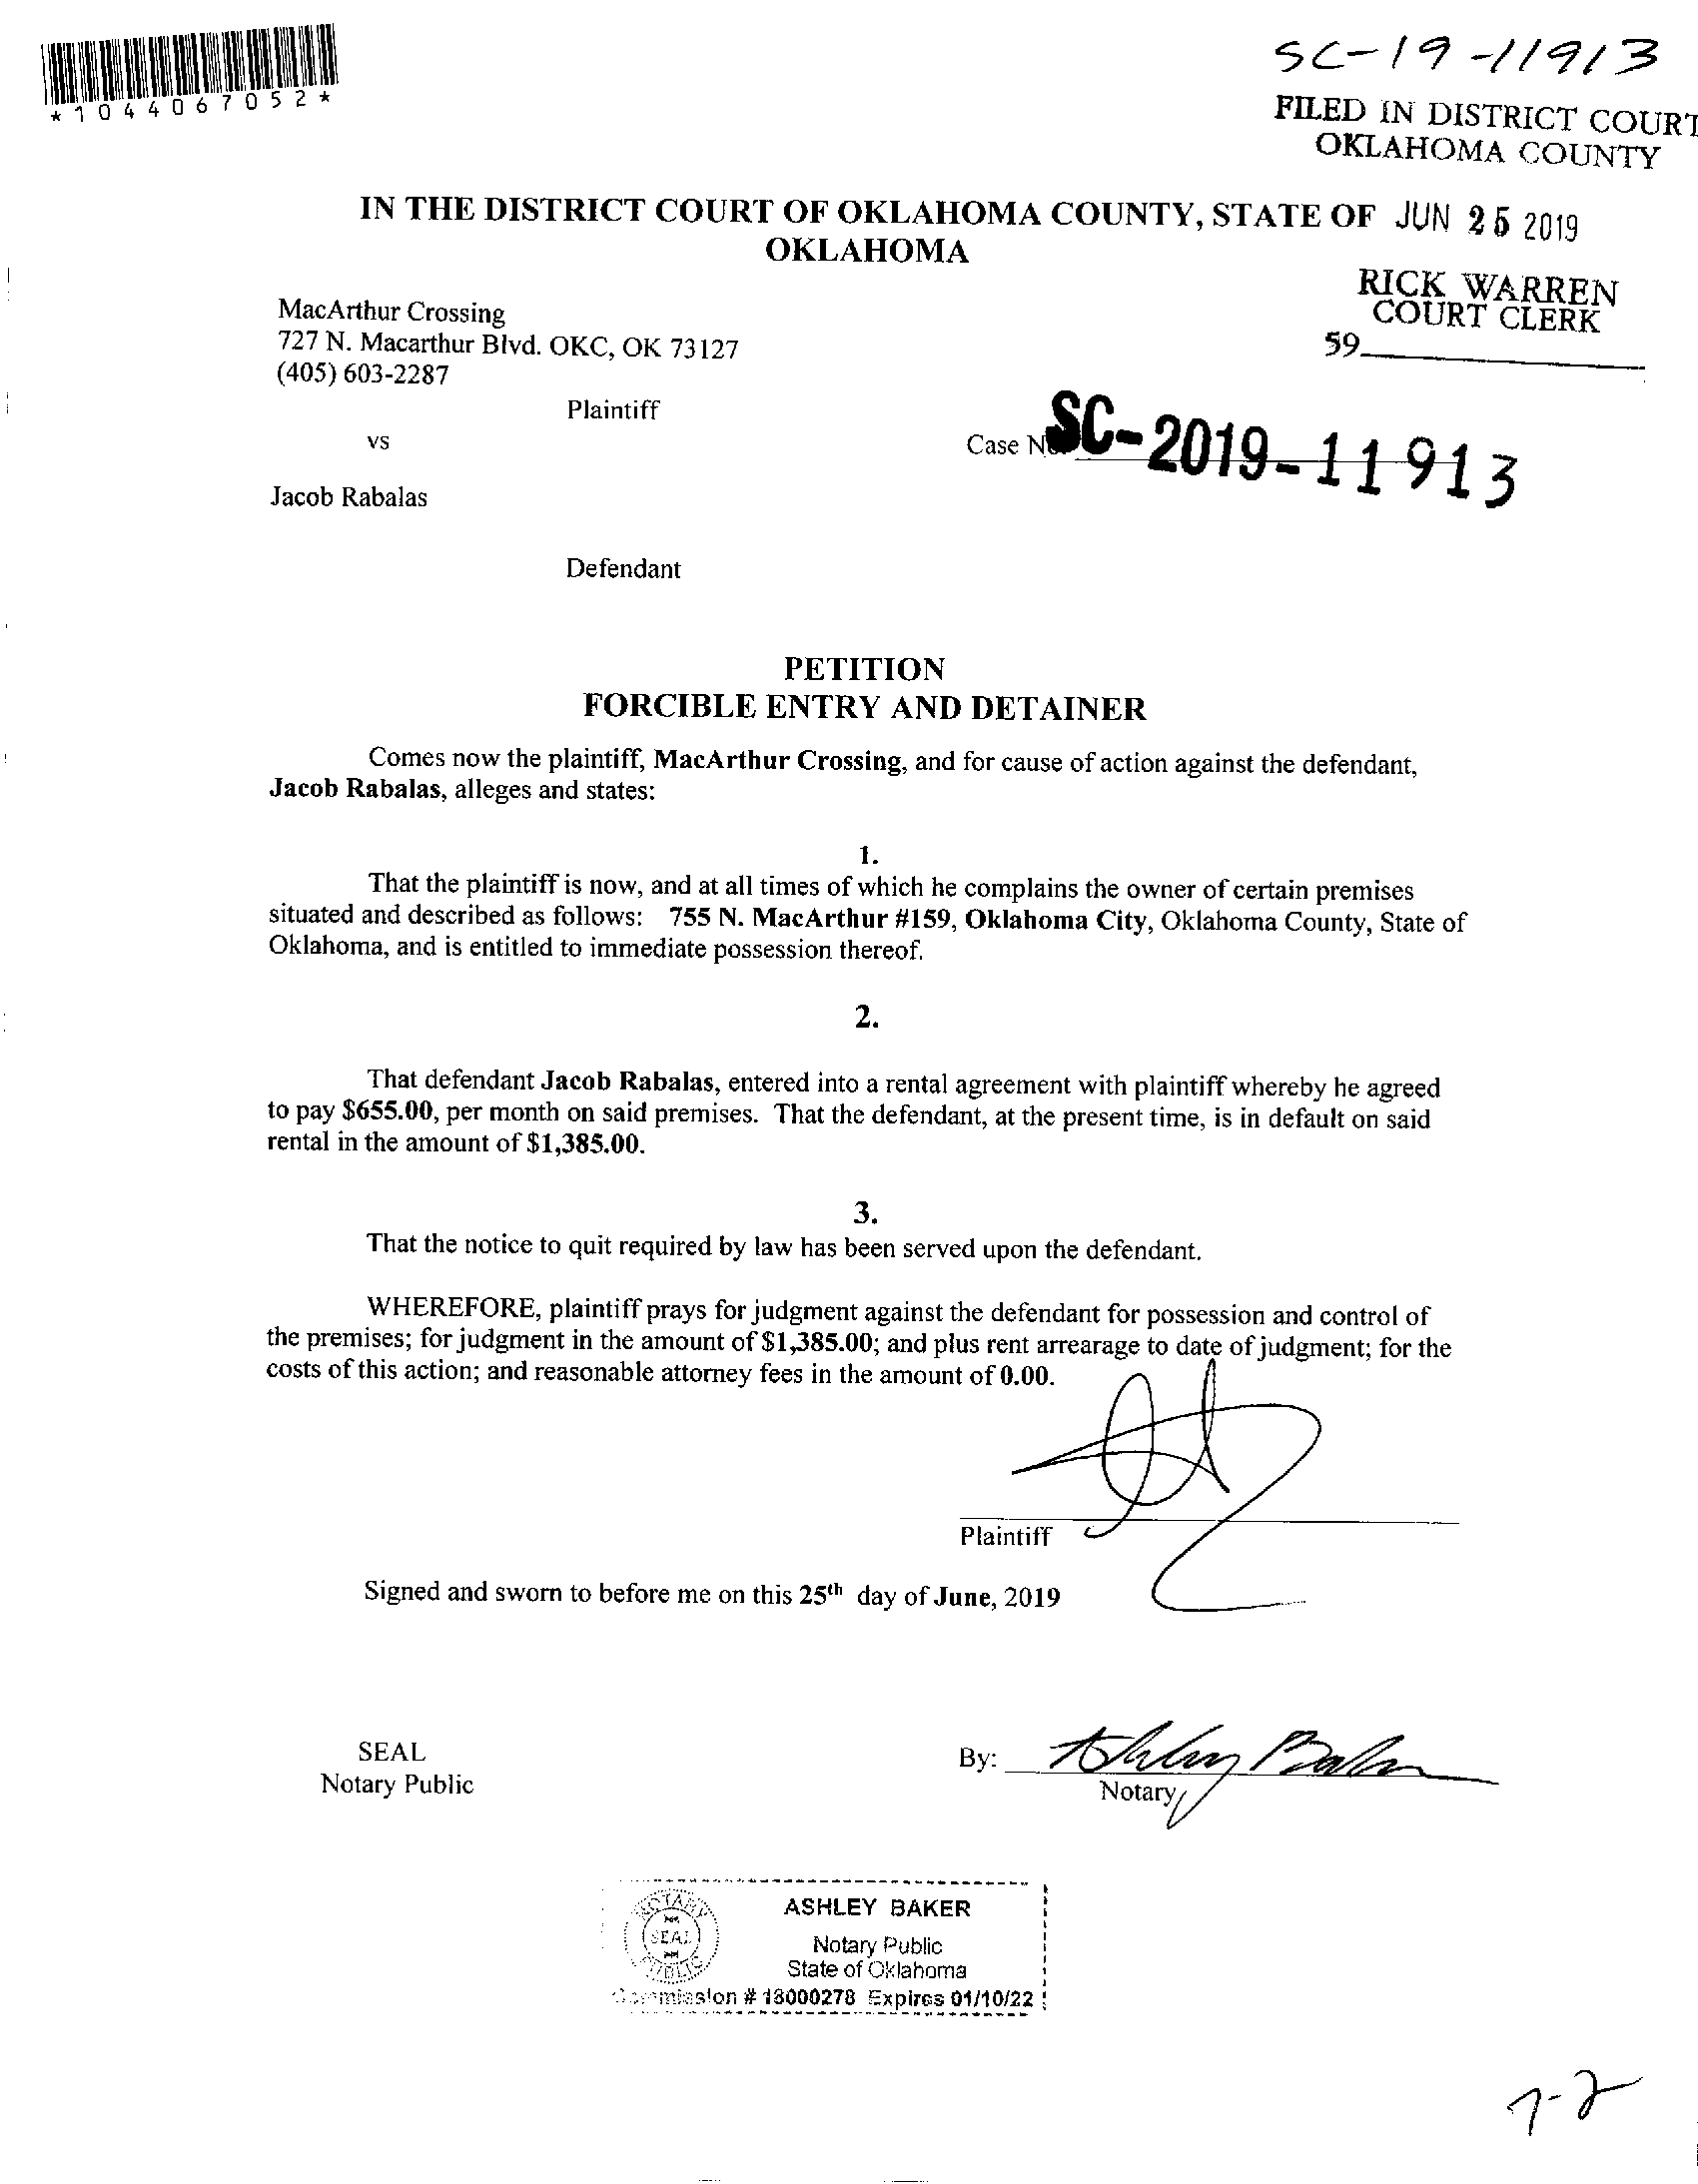 SC-19-11913
*1044067052*
FILED IN DISTRICT COURT
OKLAHOMA COUNTY
IN THE DISTRICT COURT OF OKLAHOMA COUNTY, STATE OF JUN 25 2019
OKLAHOMA
RICK WARREN
COURT CLERK
59
MacArthur Crossing
727 N. Macarthur Blvd. OKC, OK 73127
(405) 603-2287
Plaintiff
vs
Case No. SC-2019-11913
Jacob Rabalas
Defendant
PETITION
FORCIBLE ENTRY AND DETAINER
Comes now the plaintiff, MacArthur Crossing, and for cause of action against the defendant,
Jacob Rabalas, alleges and states:
1.
That the plaintiff is now, and at all times of which he complains the owner of certain premises
situated and described as follows: 755 N. MacArthur #159, Oklahoma City, Oklahoma County, State of
Oklahoma, and is entitled to immediate possession thereof.
2.
That defendant Jacob Rabalas, entered into a rental agreement with plaintiff whereby he agreed
to pay $655.00, per month on said premises. That the defendant, at the present time, is in default on said
rental in the amount of $1,385.00.
3.
That the notice to quit required by law has been served upon the defendant.
WHEREFORE, plaintiff prays for judgment against the defendant for possession and control of
the premises; for judgment in the amount of $1,385.00; and plus rent arrearage to date of judgment; for the
costs of this action; and reasonable attorney fees in the amount of 0.00.
Plaintiff
Signed and sworn to before me on this 25th day of June, 2019
SEAL
Notary Public
By: Ashley Baker
Notary
NOTARY
SEAL
PUBLIC
ASHLEY BAKER
Notary Public
State of Oklahoma
Commission # 18000278 Expires 01/10/22
7-2